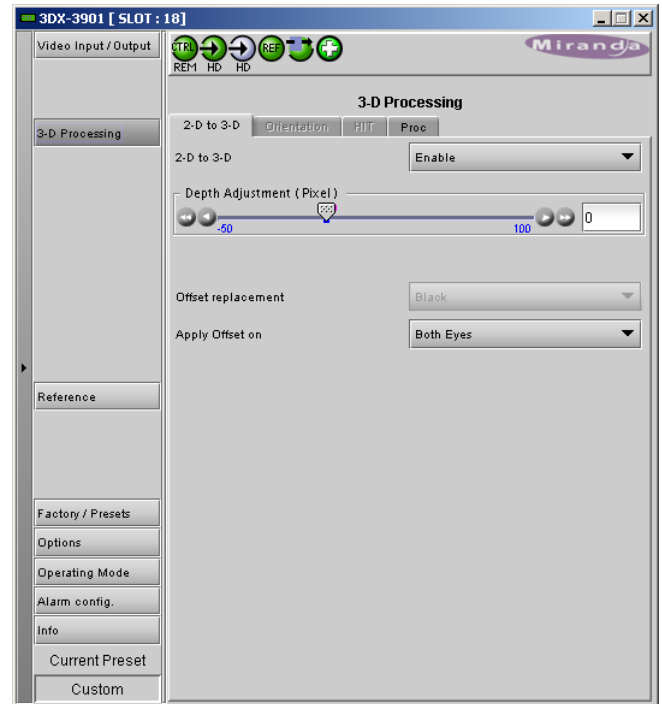 3DX-3901 [ SLOT : 18]
Video Input / Output
CTRL REF
REM HD HD
Miranda
3-D Processing
3-D Processing
2-D to 3-D Orientation HIT Proc
2-D to 3-D Enable
Depth Adjustment ( Pixel )
-50 100 0
Offset replacement Black
Apply Offset on Both Eyes
Reference
Factory / Presets
Options
Operating Mode
Alarm config.
Info
Current Preset
Custom